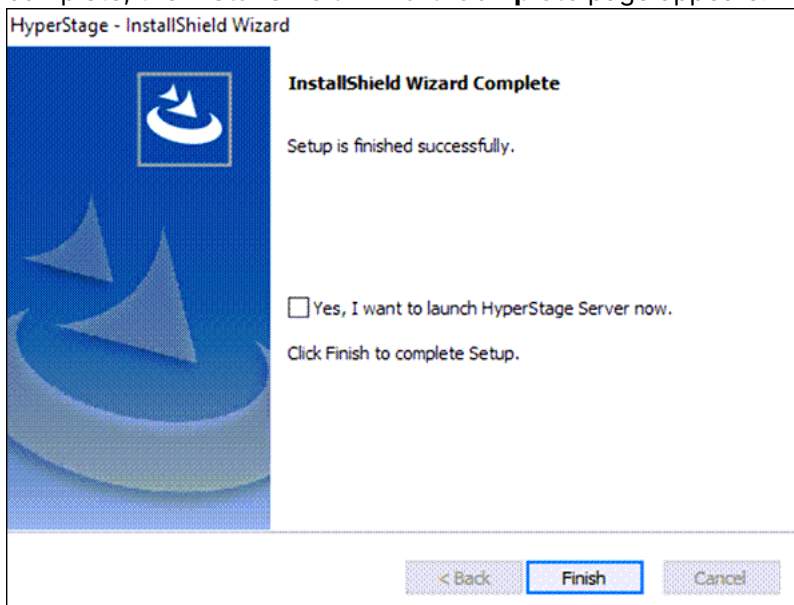 HyperStage - InstallShield Wizard
InstallShield Wizard Complete
Setup is finished successfully.
Yes, I want to launch HyperStage Server now.
Click Finish to complete Setup.
< Back Finish Cancel